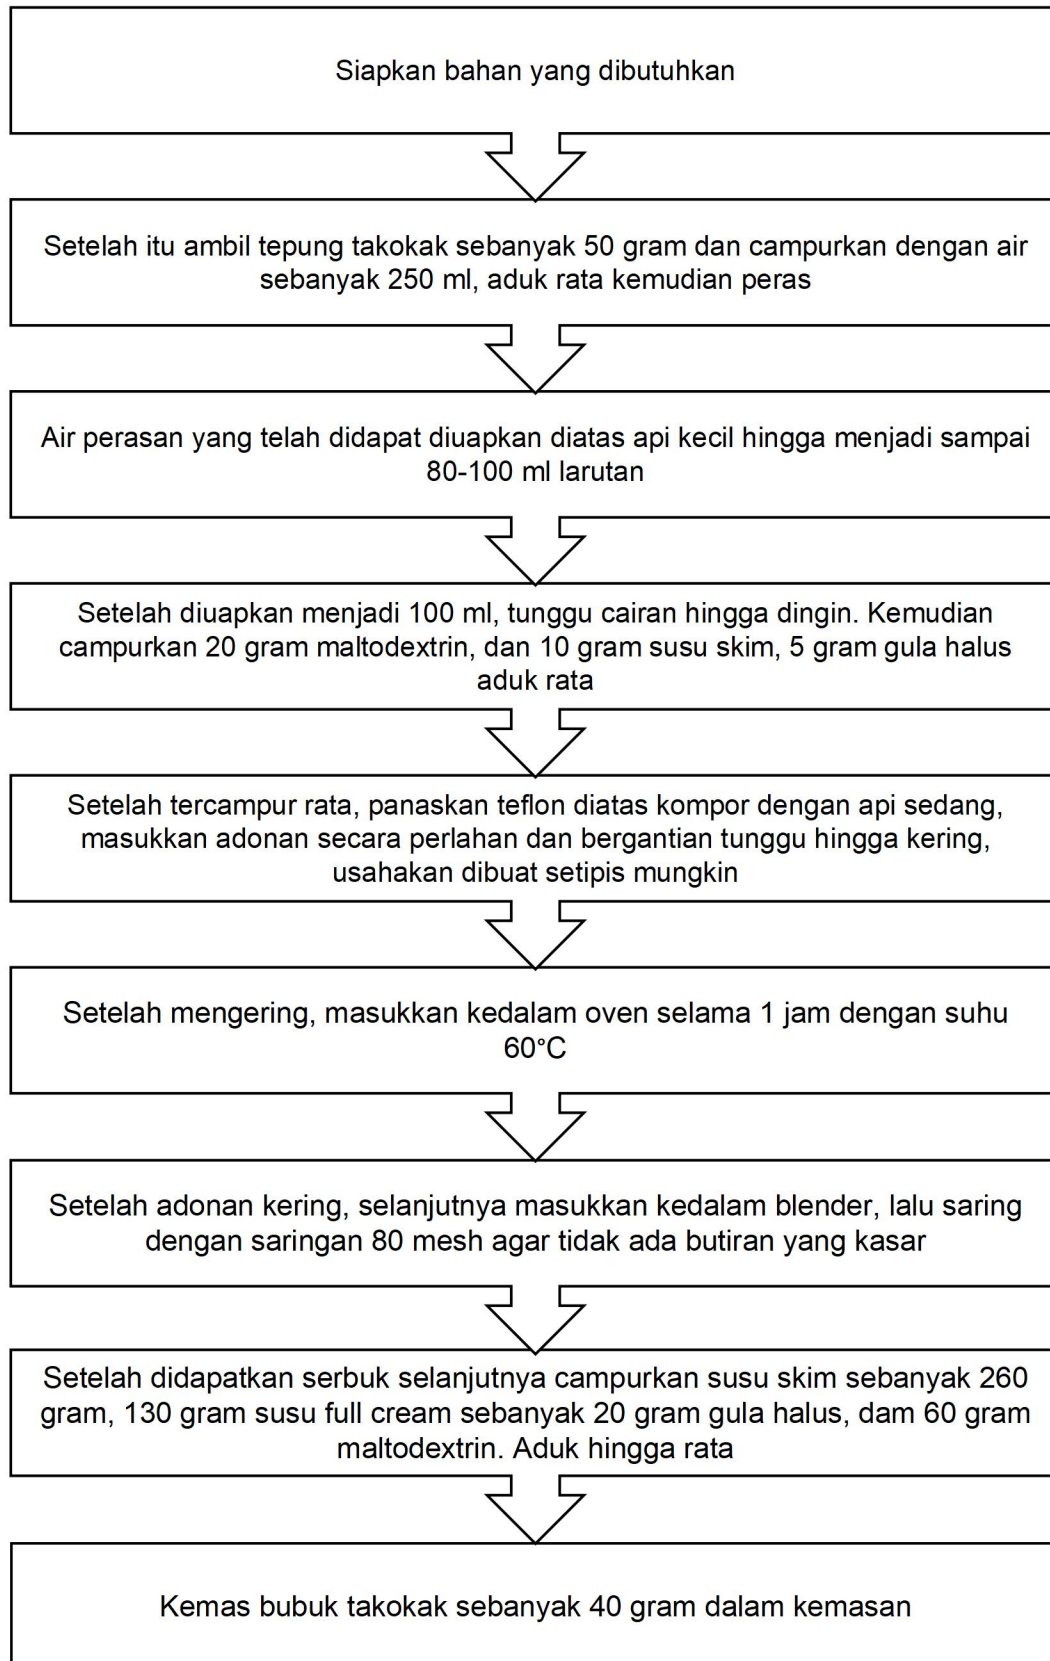 Siapkan bahan yang dibutuhkan
Setelah itu ambil tepung takokak sebanyak 50 gram dan campurkan dengan air
sebanyak 250 ml, aduk rata kemudian peras
Air perasan yang telah didapat diuapkan diatas api kecil hingga menjadi sampai
80-100 ml larutan
Setelah diuapkan menjadi 100 ml, tunggu cairan hingga dingin. Kemudian
campurkan 20 gram maltodextrin, dan 10 gram susu skim, 5 gram gula halus
aduk rata
Setelah tercampur rata, panaskan teflon diatas kompor dengan api sedang,
masukkan adonan secara perlahan dan bergantian tunggu hingga kering,
usahakan dibuat setipis mungkin
Setelah mengering, masukkan kedalam oven selama 1 jam dengan suhu
60°C
Setelah adonan kering, selanjutnya masukkan kedalam blender, lalu saring
dengan saringan 80 mesh agar tidak ada butiran yang kasar
Setelah didapatkan serbuk selanjutnya campurkan susu skim sebanyak 260
gram, 130 gram susu full cream sebanyak 20 gram gula halus, dam 60 gram
maltodextrin. Aduk hingga rata
Kemas bubuk takokak sebanyak 40 gram dalam kemasan